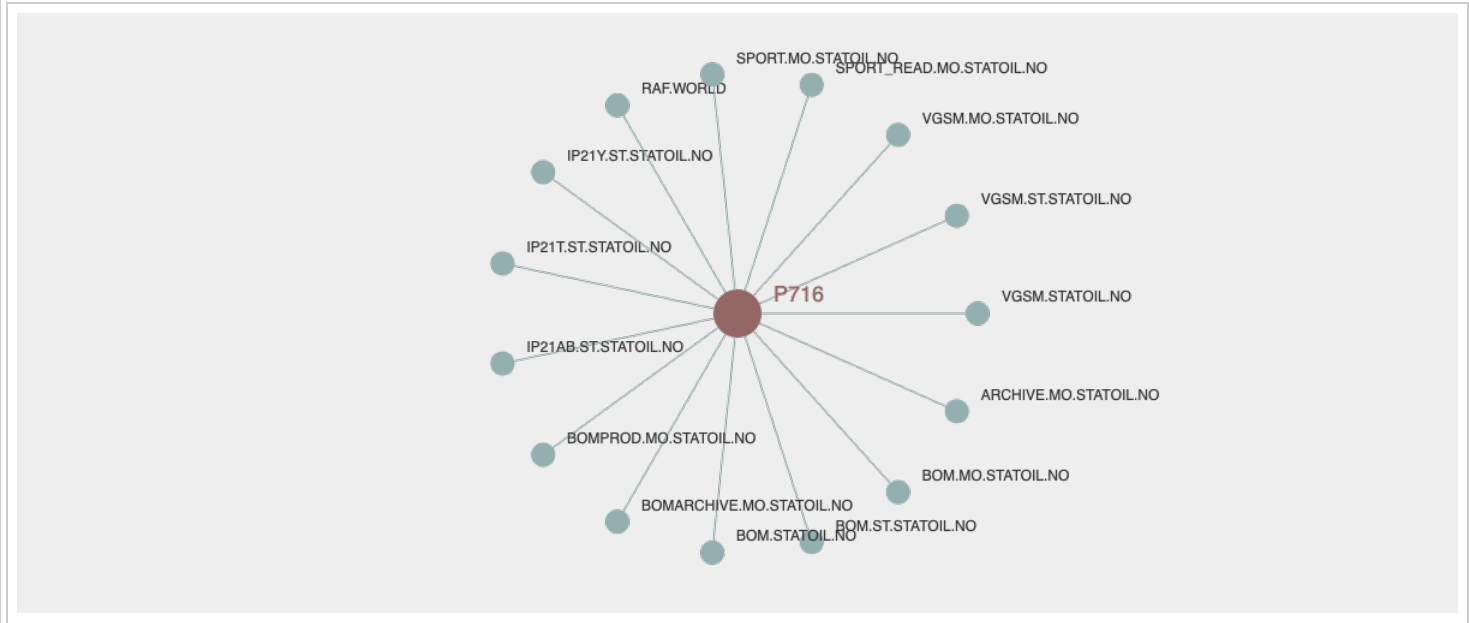 SPORT.MO.STATOIL.NO
SPORT_READ.MO.STATOIL.NO
RAF.WORLD
VGSM.MO.STATOIL.NO
IP21Y.ST.STATOIL.NO
VGSM.ST.STATOIL.NO
IP21T.ST.STATOIL.NO
P716
VGSM.STATOIL.NO
IP21AB.ST.STATOIL.NO
ARCHIVE.MO.STATOIL.NO
BOMPROD.MO.STATOIL.NO
BOM.MO.STATOIL.NO
BOMARCHIVE.MO.STATOIL.NO
BOM.ST.STATOIL.NO
BOM.STATOIL.NO